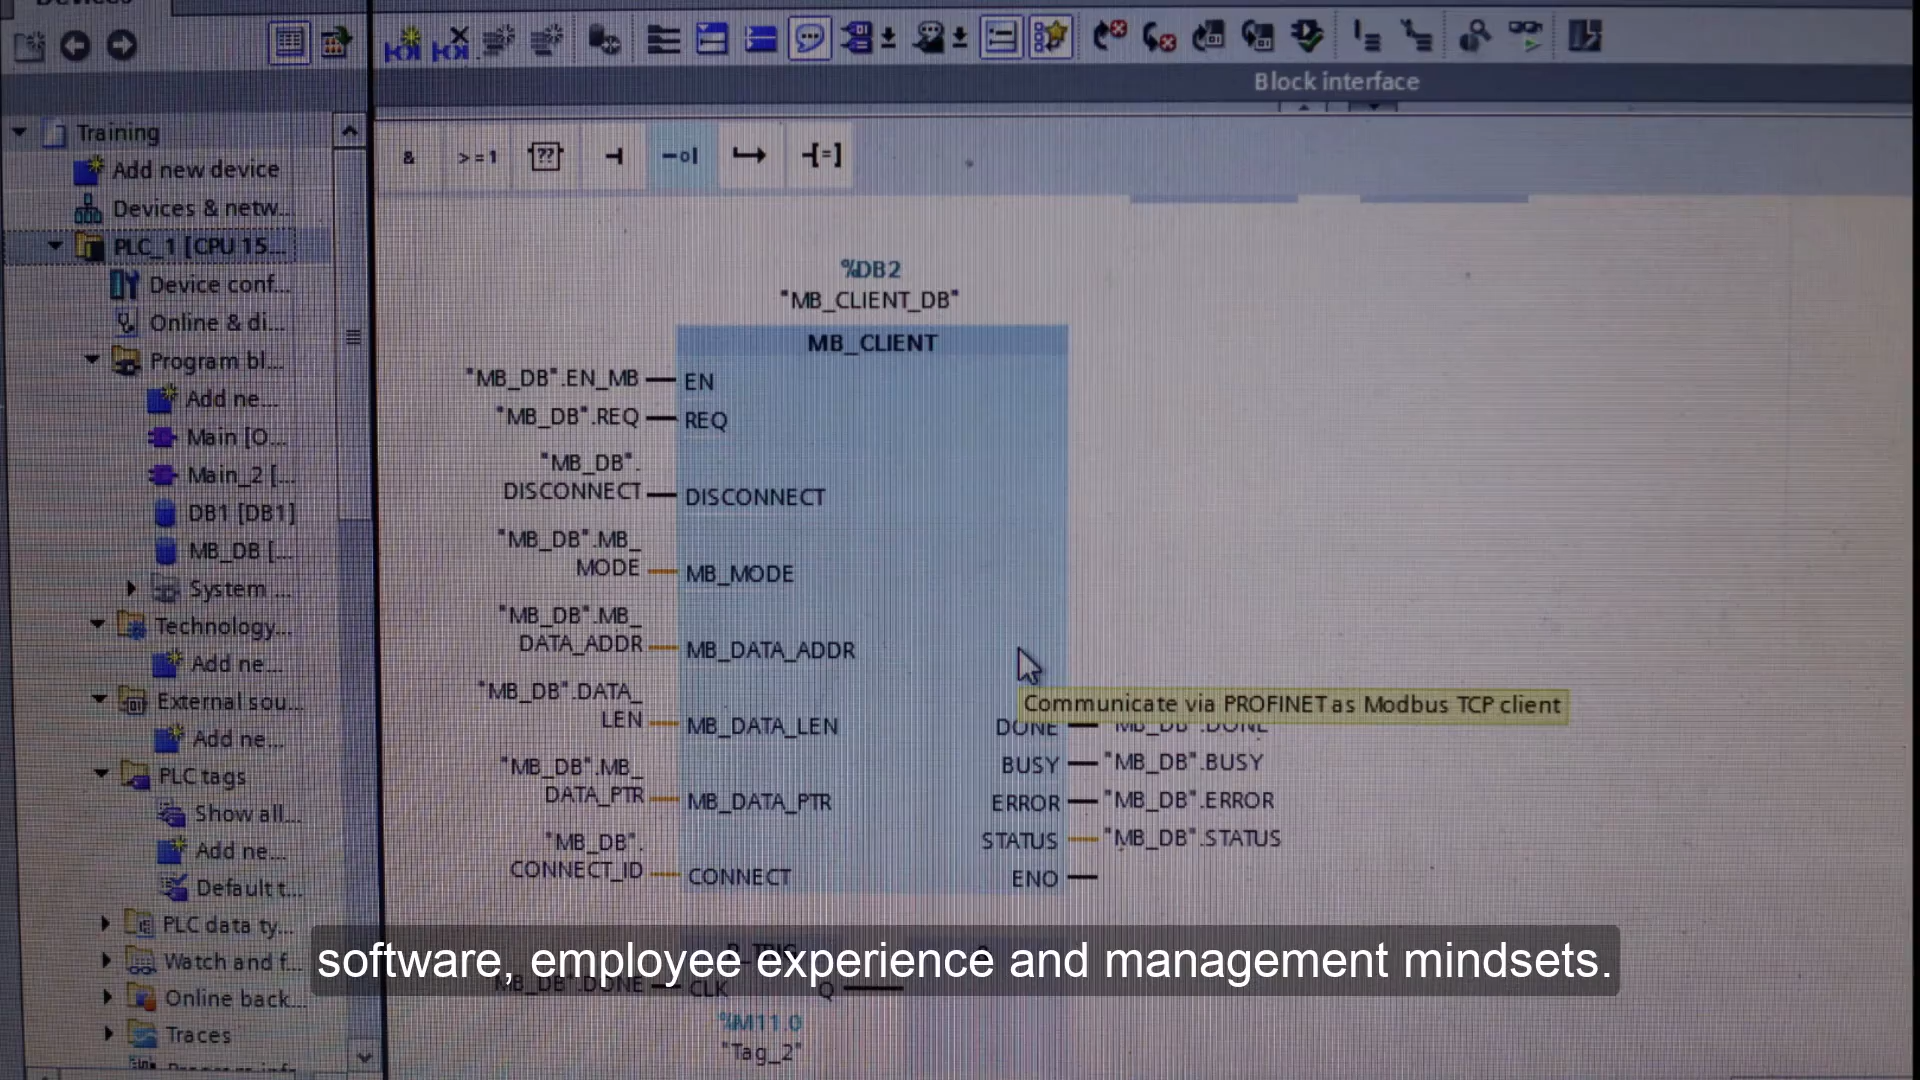 Block interface
Training
Add new device
Devices & netw...
PLC_1 [CPU 15...
Device conf...
Online & di...
Program bl...
Add ne...
Main [O...
Main_2 [...
DB1 [DB1]
MB_DB [...
System ...
Technology...
Add ne...
External sou...
Add ne...
PLC tags
Show all...
Add ne...
Default t...
PLC data ty...
Watch and f...
Online back...
Traces
& >=1 ??
%DB2
"MB_CLIENT_DB"
MB_CLIENT
"MB_DB".EN_MB EN
"MB_DB".REQ REQ
"MB_DB".
DISCONNECT DISCONNECT
"MB_DB".MB_
MODE MB_MODE
"MB_DB".MB_
DATA_ADDR MB_DATA_ADDR
Communicate via PROFINET as Modbus TCP client
"MB_DB".DATA_
LEN MB_DATA_LEN
DONE "MB_DB".DONE
BUSY "MB_DB".BUSY
"MB_DB".MB_
DATA_PTR MB_DATA_PTR
ERROR "MB_DB".ERROR
STATUS "MB_DB".STATUS
"MB_DB".
CONNECT_ID CONNECT
ENO
software, employee experience and management mindsets.
"MB_DB".DONE CLK Q
%M11.0
"Tag_2"